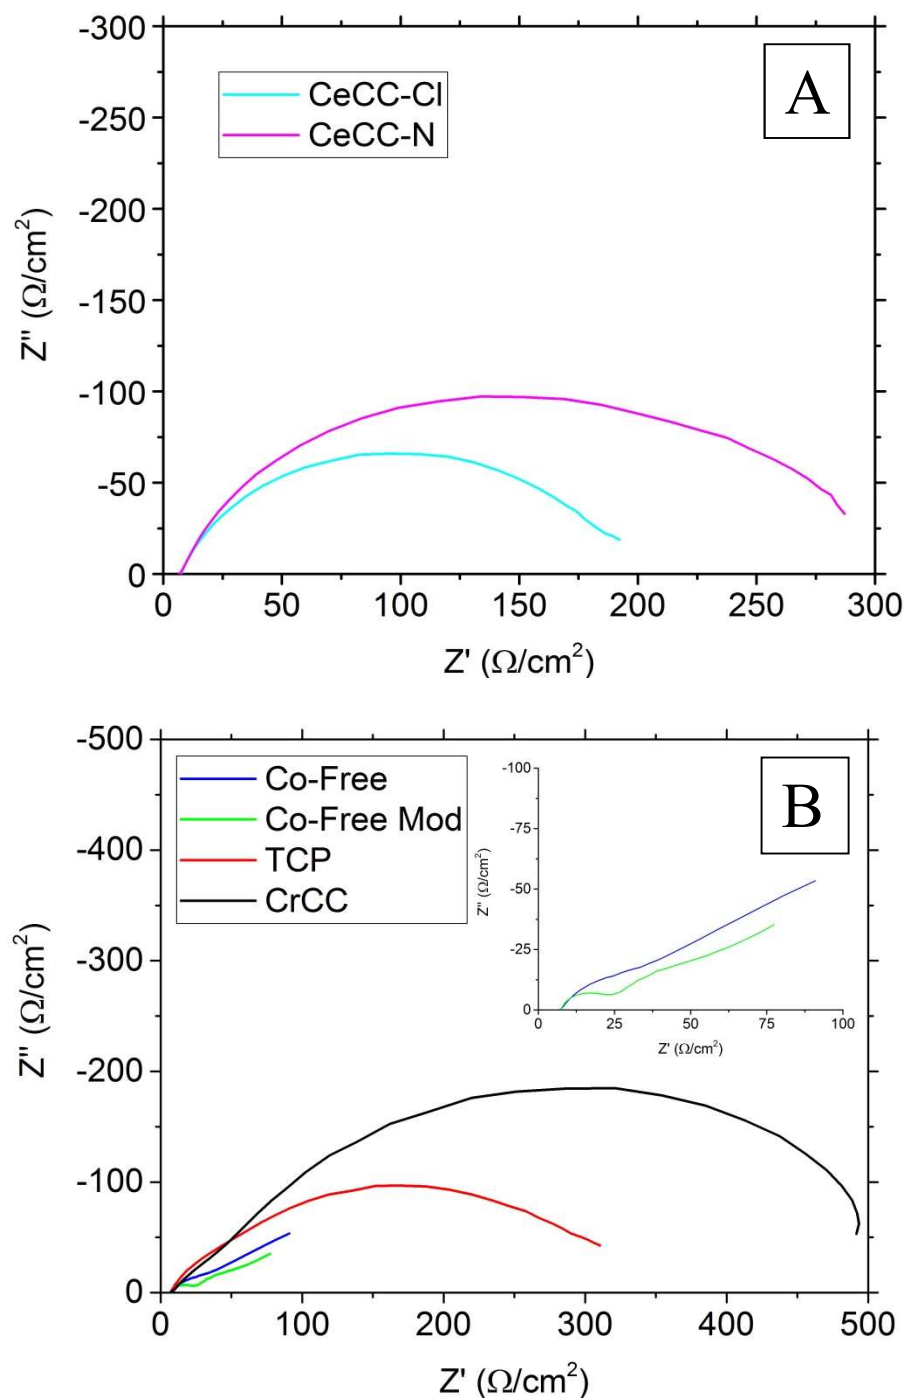 A
CeCC-Cl
CeCC-N
-300
-250
-200
-150
-100
-50
0
Z'' (Ω/cm²)
0 50 100 150 200 250 300
Z' (Ω/cm²)
B
Co-Free
Co-Free Mod
TCP
CrCC
-500
-400
-300
-200
-100
0
Z'' (Ω/cm²)
-100
-75
-50
-25
0
Z'' (Ω/cm²)
0 25 50 75 100
Z' (Ω/cm²)
0 100 200 300 400 500
Z' (Ω/cm²)